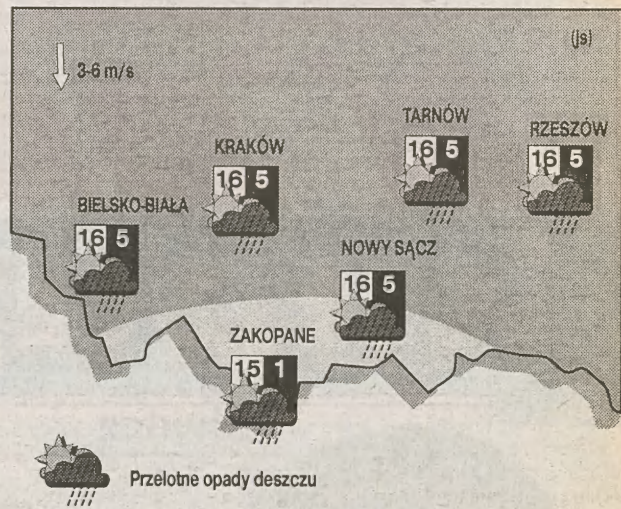 (js)
3-6 m/s
TARNÓW
16 5
RZESZÓW
16 5
KRAKÓW
16 5
BIELSKO-BIAŁA
16 5
NOWY SĄCZ
16 5
ZAKOPANE
15 1
Przelotne opady deszczu